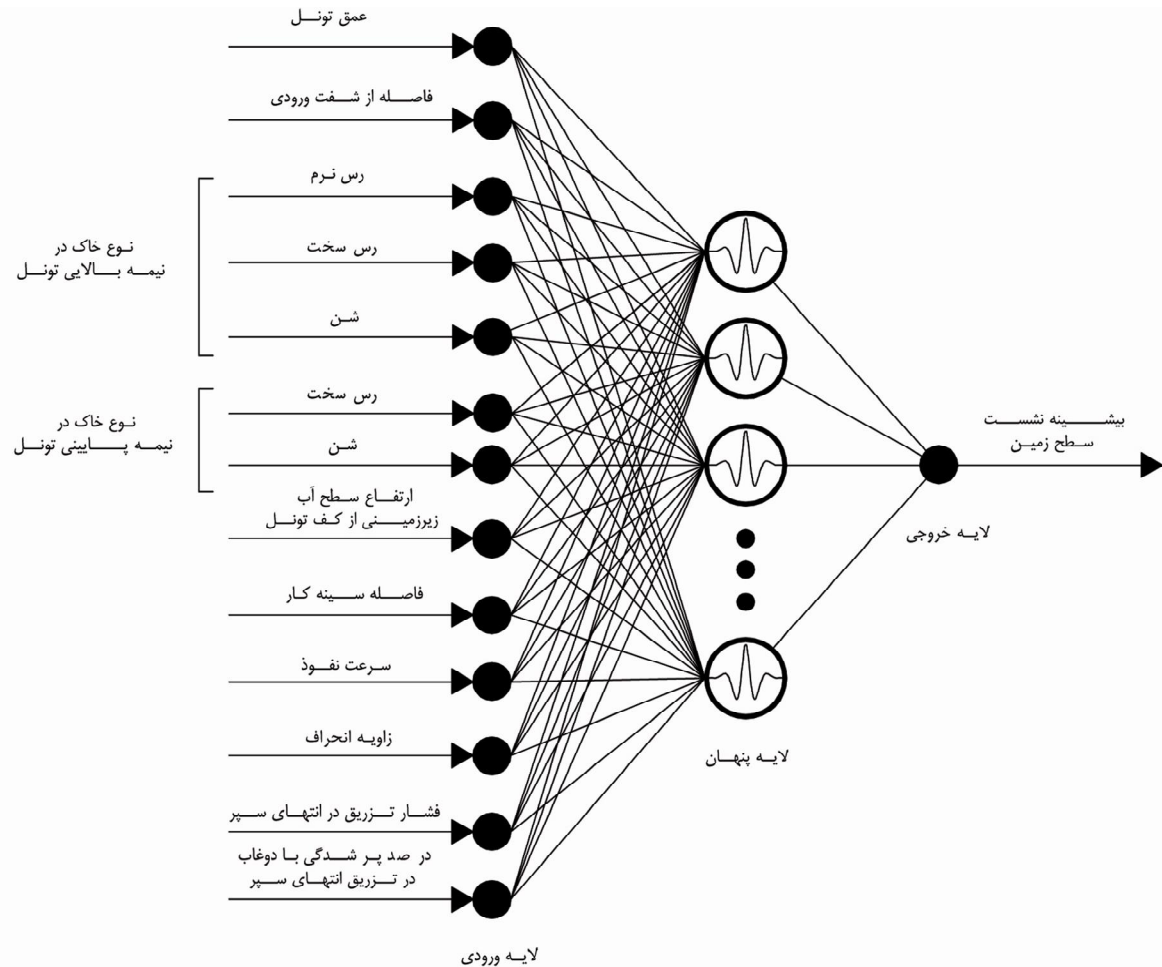 عمق تونل
فاصله از شفت ورودی
رس نرم
رس سخت
شن
نوع خاک در
نیمه بالایی تونل
رس سخت
شن
نوع خاک در
نیمه پایینی تونل
ارتفاع سطح آب
زیرزمینی از کف تونل
فاصله سینه کار
سرعت نفوذ
زاویه انحراف
فشار تزریق در انتهای سپر
در صد پر شدگی با دوغاب
در تزریق انتهای سپر
لایه ورودی
لایه پنهان
لایه خروجی
بیشینه نشست
سطح زمین